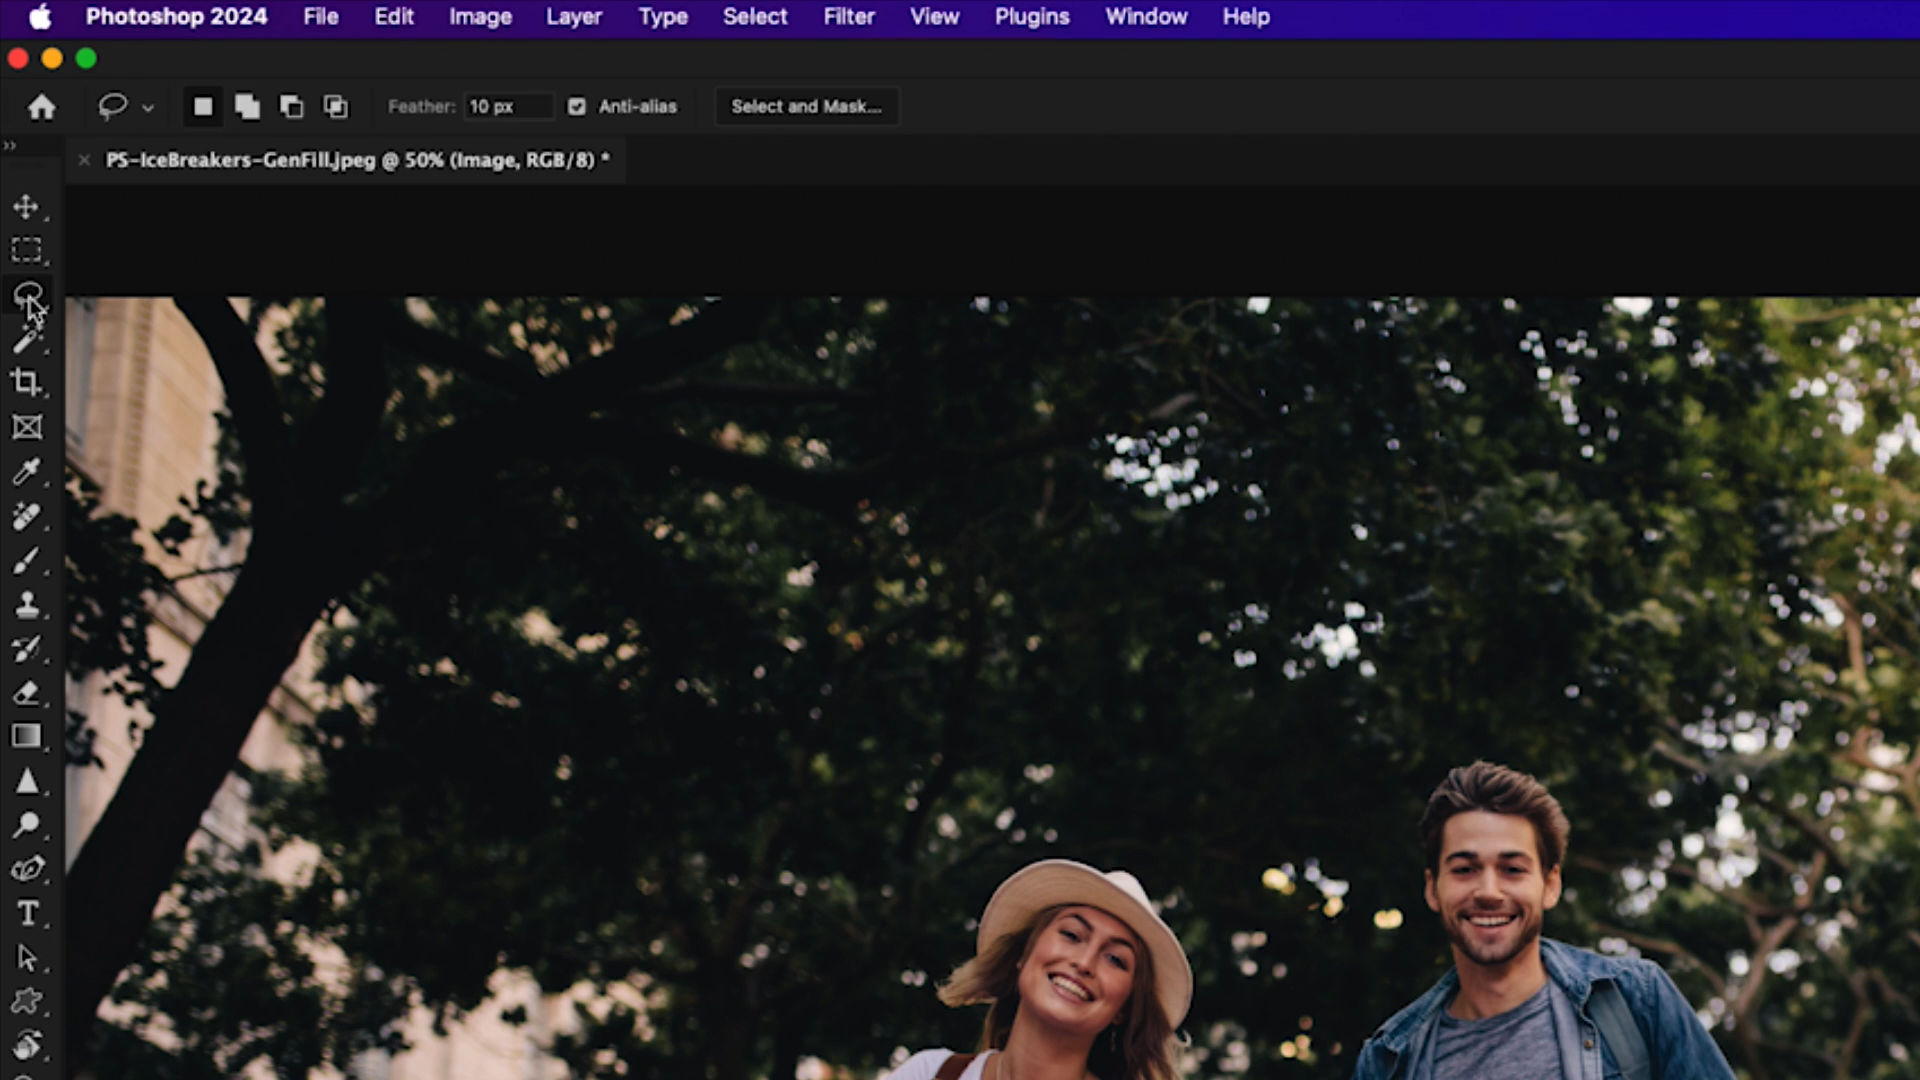 Photoshop 2024 File Edit Image Layer Type Select Filter View Plugins Window Help
Feather: 10 px Anti-alias Select and Mask...
PS-IceBreakers-GenFill.jpeg @ 50% (Image, RGB/8) *